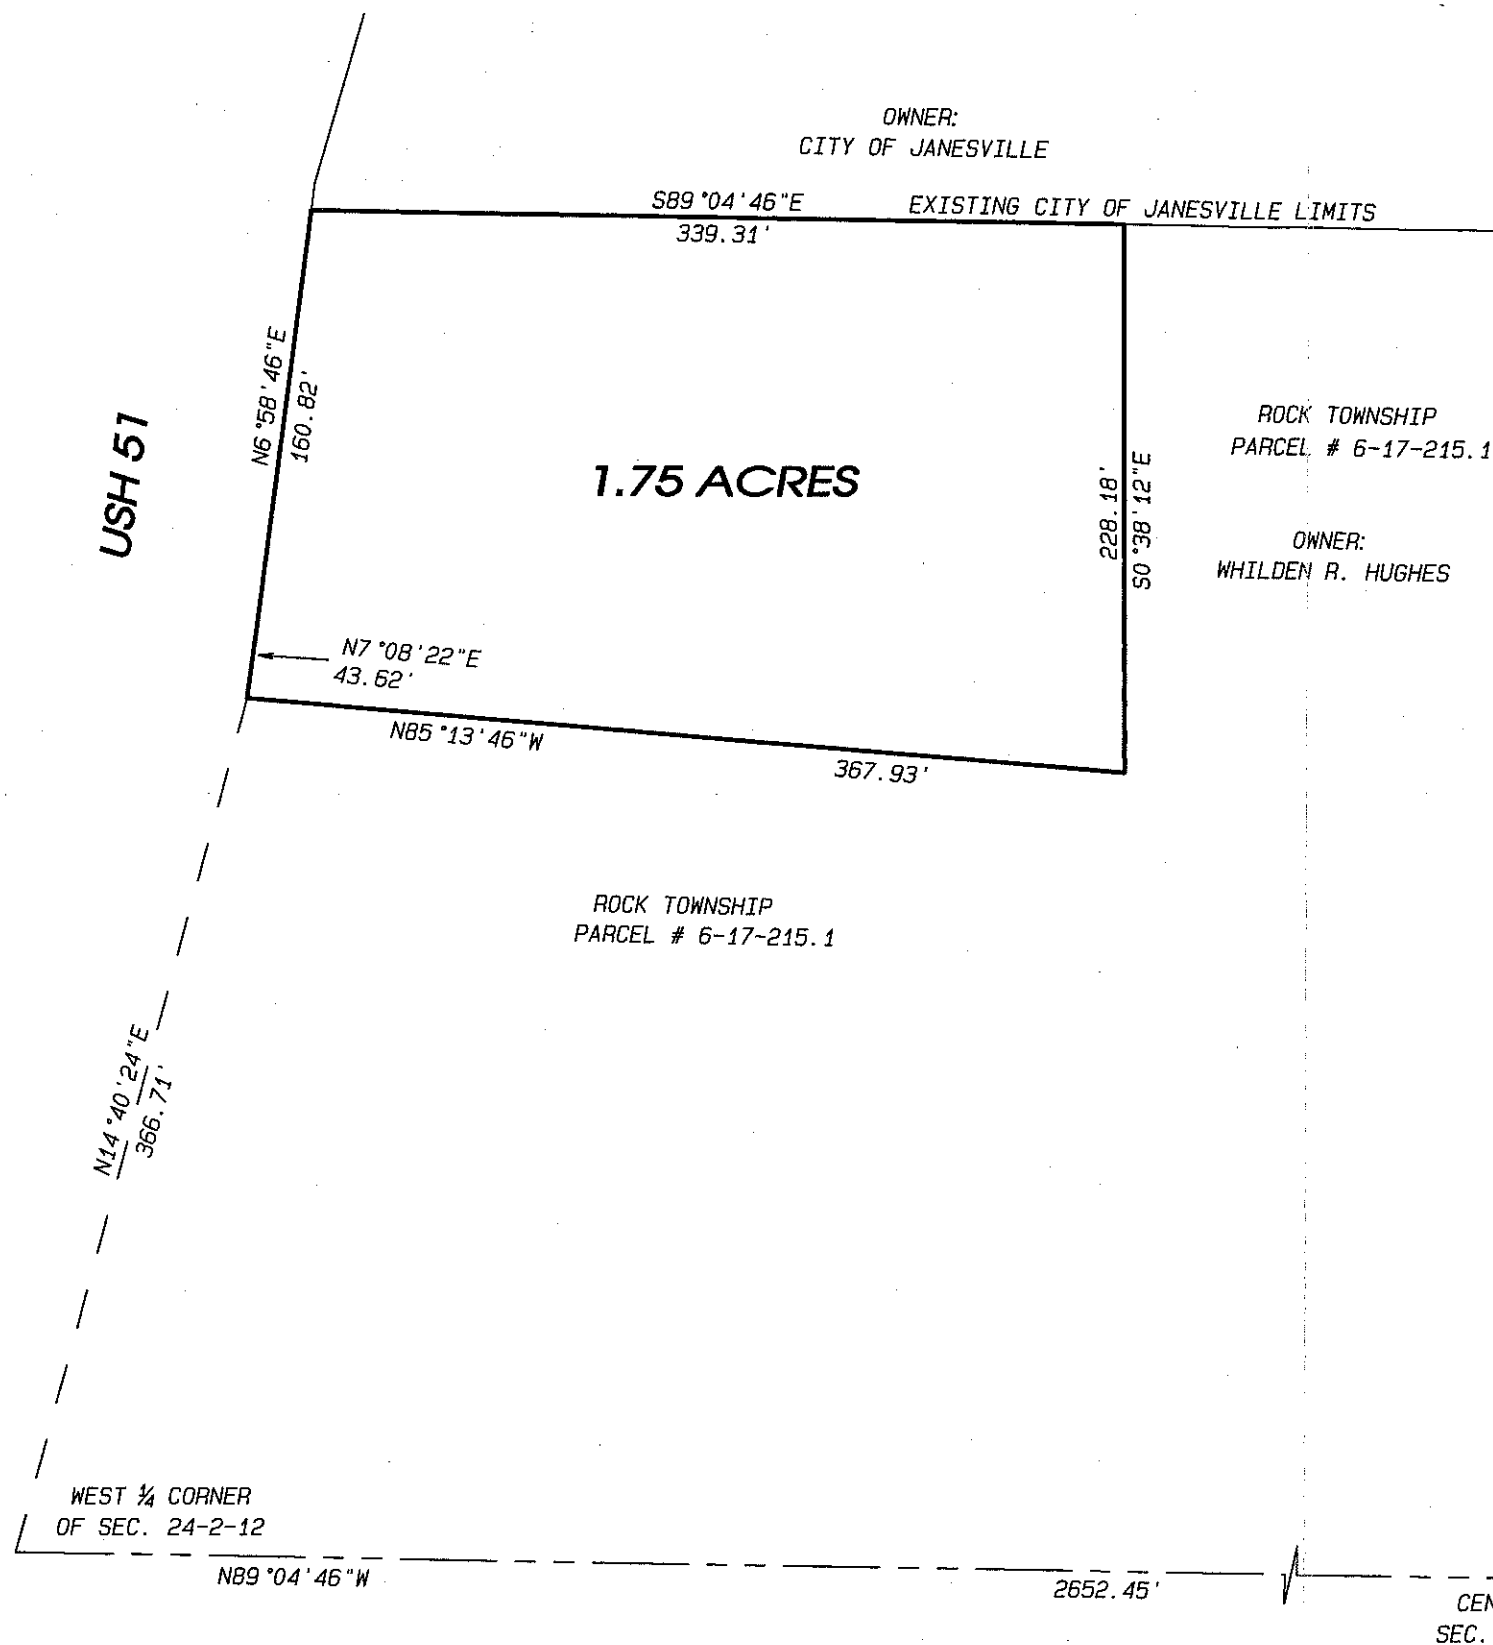 OWNER:
CITY OF JANESVILLE
S89°04'46"E
EXISTING CITY OF JANESVILLE LIMITS
339.31'
N6°58'46"E
160.82'
USH 51
1.75 ACRES
228.18'
S0°38'12"E
ROCK TOWNSHIP
PARCEL # 6-17-215.1
OWNER:
WHILDEN R. HUGHES
N7°08'22"E
43.62'
N85°13'46"W
367.93'
ROCK TOWNSHIP
PARCEL # 6-17-215.1
N14°40'24"E
366.71'
WEST ¼ CORNER
OF SEC. 24-2-12
N89°04'46"W
2652.45'
CEN
SEC.